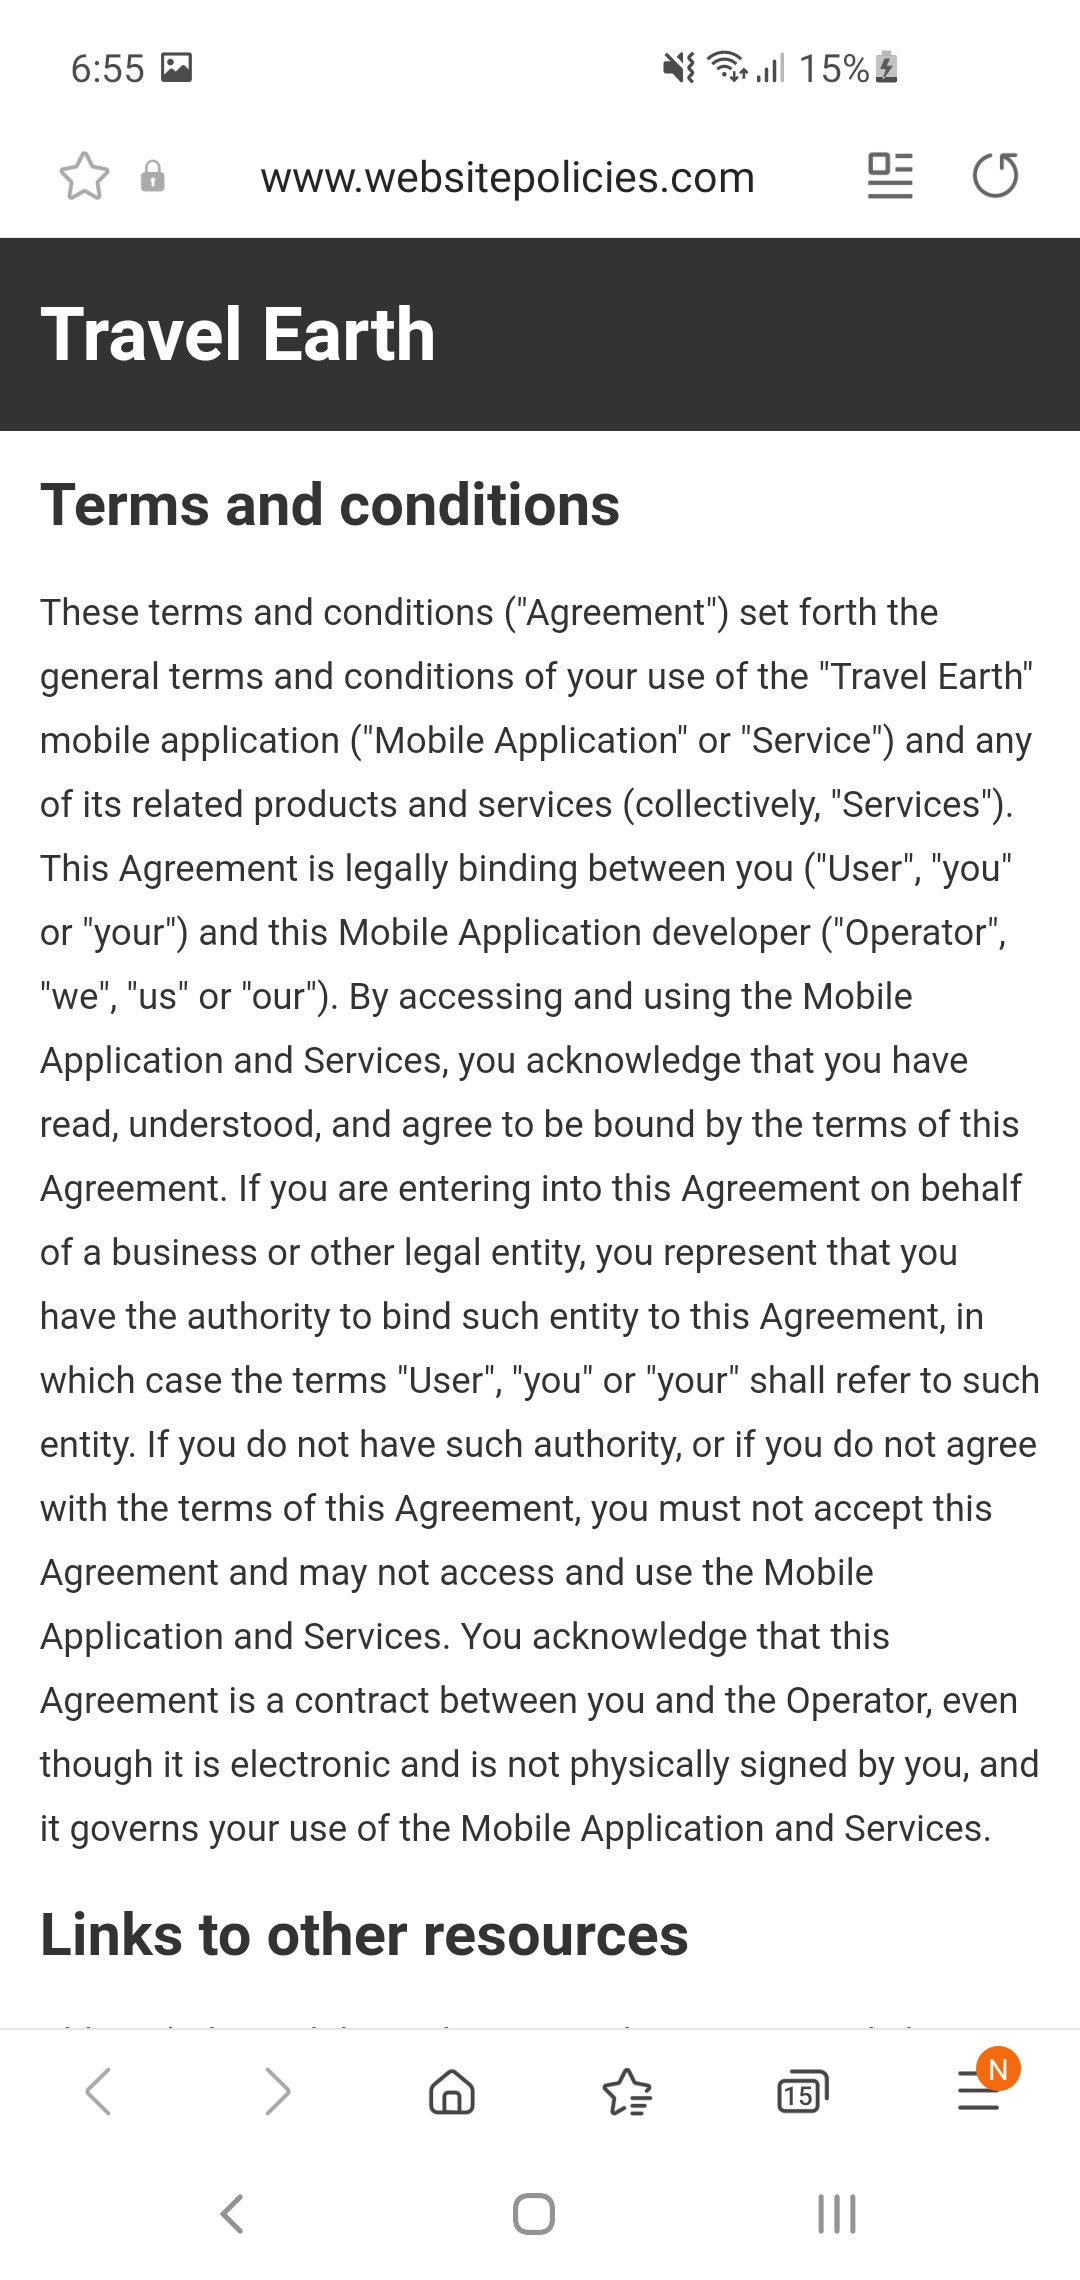 6:55
15%
www.websitepolicies.com
Travel Earth
Terms and conditions
These terms and conditions ("Agreement") set forth the
general terms and conditions of your use of the "Travel Earth"
mobile application ("Mobile Application" or "Service") and any
of its related products and services (collectively, "Services").
This Agreement is legally binding between you ("User", "you"
or "your") and this Mobile Application developer ("Operator",
"we", "us" or "our"). By accessing and using the Mobile
Application and Services, you acknowledge that you have
read, understood, and agree to be bound by the terms of this
Agreement. If you are entering into this Agreement on behalf
of a business or other legal entity, you represent that you
have the authority to bind such entity to this Agreement, in
which case the terms "User", "you" or "your" shall refer to such
entity. If you do not have such authority, or if you do not agree
with the terms of this Agreement, you must not accept this
Agreement and may not access and use the Mobile
Application and Services. You acknowledge that this
Agreement is a contract between you and the Operator, even
though it is electronic and is not physically signed by you, and
it governs your use of the Mobile Application and Services.
Links to other resources
15
N